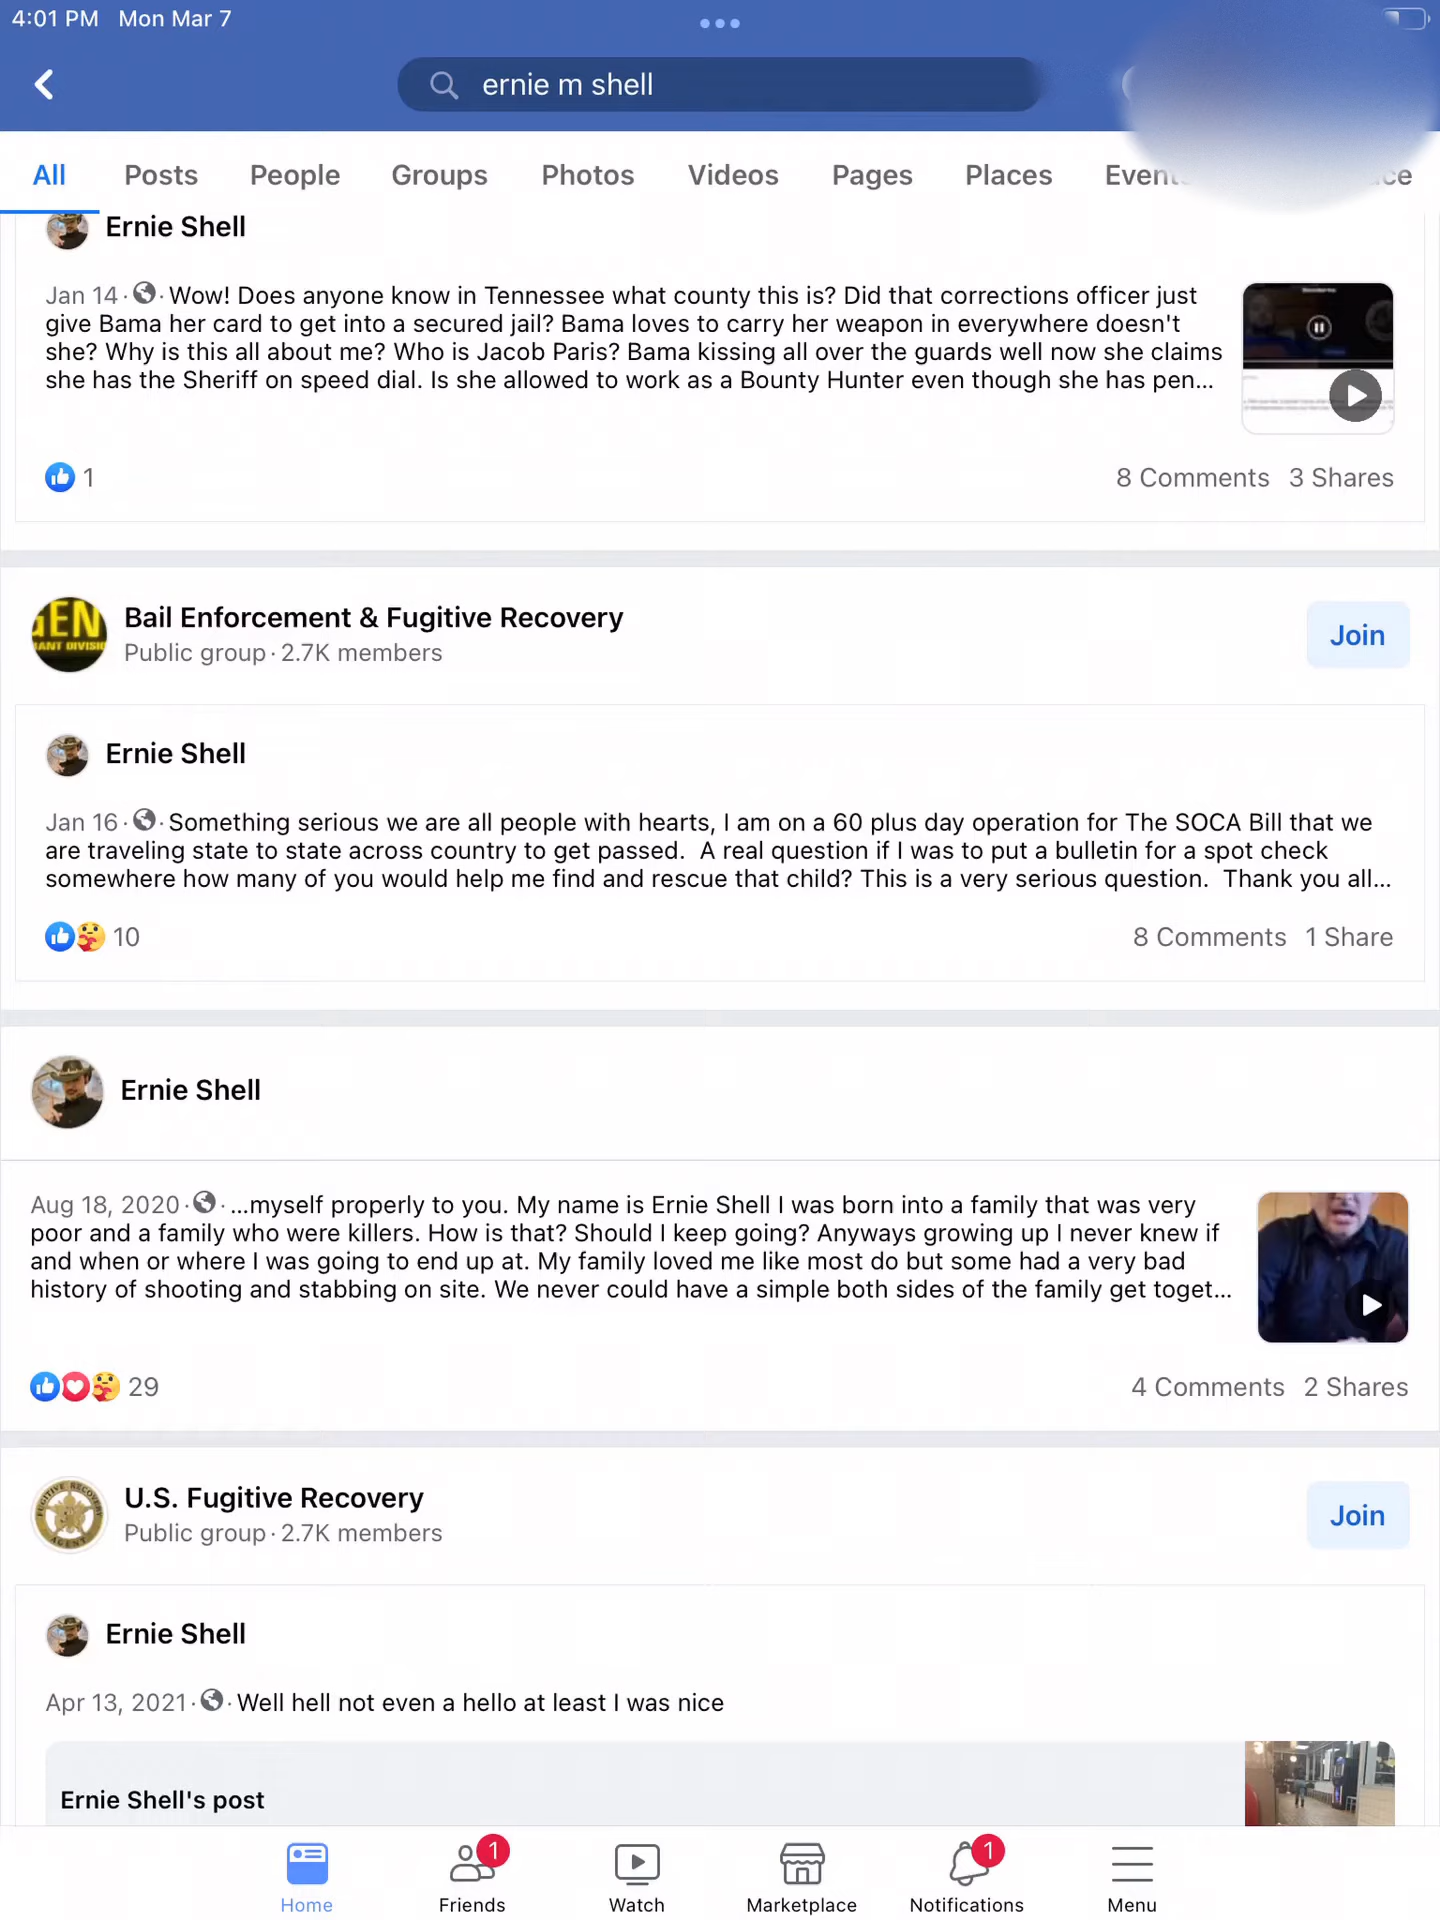 4:01 PM Mon Mar 7
ernie m shell
All Posts People Groups Photos Videos Pages Places
Ernie Shell
Jan 14 · Wow! Does anyone know in Tennessee what county this is? Did that corrections officer just
give Bama her card to get into a secured jail? Bama loves to carry her weapon in everywhere doesn't
she? Why is this all about me? Who is Jacob Paris? Bama kissing all over the guards well now she claims
she has the Sheriff on speed dial. Is she allowed to work as a Bounty Hunter even though she has pen...
1 8 Comments 3 Shares
Bail Enforcement & Fugitive Recovery
Public group · 2.7K members
Join
Ernie Shell
Jan 16 · Something serious we are all people with hearts, I am on a 60 plus day operation for The SOCA Bill that we
are traveling state to state across country to get passed.  A real question if I was to put a bulletin for a spot check
somewhere how many of you would help me find and rescue that child? This is a very serious question.  Thank you all...
10 8 Comments 1 Share
Ernie Shell
Aug 18, 2020 · ...myself properly to you. My name is Ernie Shell I was born into a family that was very
poor and a family who were killers. How is that? Should I keep going? Anyways growing up I never knew if
and when or where I was going to end up at. My family loved me like most do but some had a very bad
history of shooting and stabbing on site. We never could have a simple both sides of the family get toget...
29 4 Comments 2 Shares
FUGITIVE RECOVERY
AGENT
U.S. Fugitive Recovery
Public group · 2.7K members
Join
Ernie Shell
Apr 13, 2021 · Well hell not even a hello at least I was nice
Ernie Shell's post
1 1
Home Friends Watch Marketplace Notifications Menu